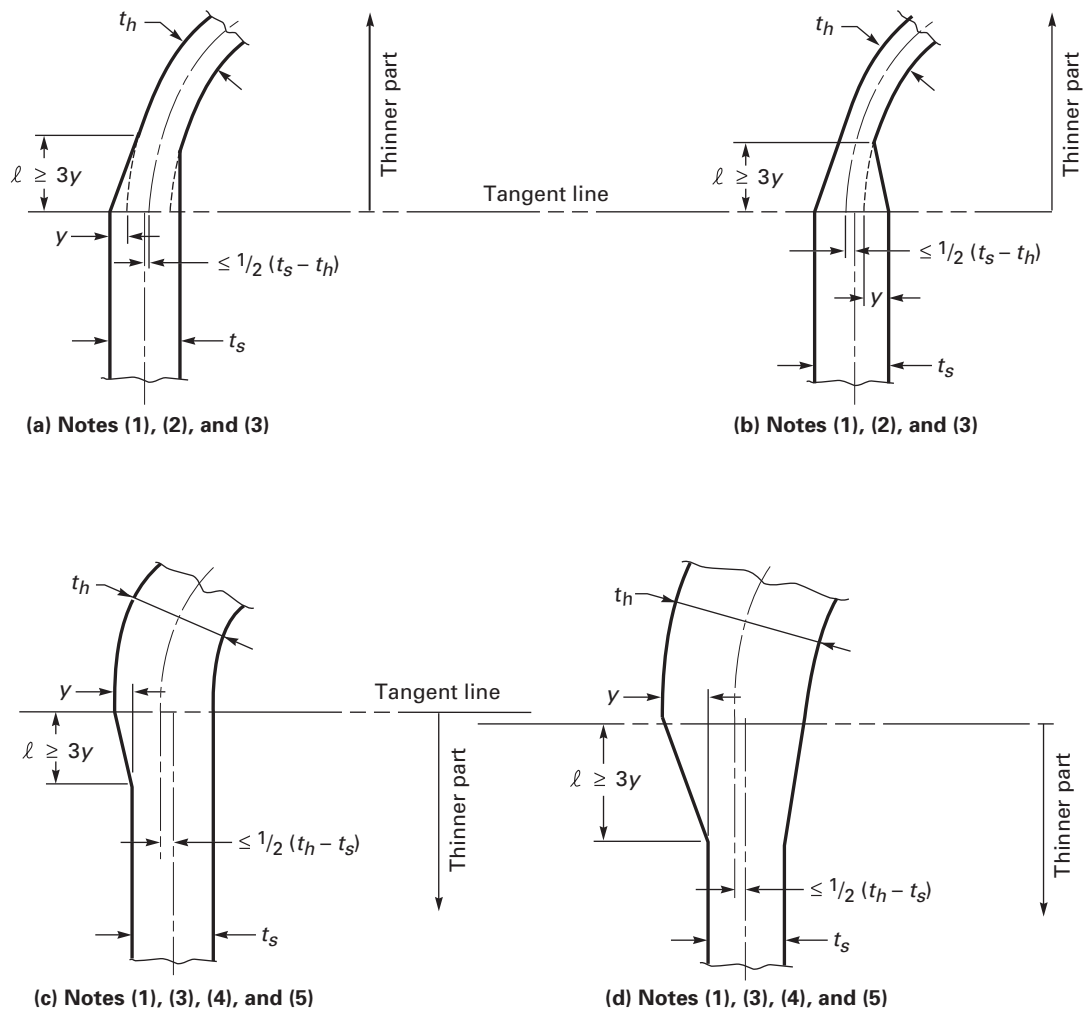 t_h
Thinner part
ℓ ≥ 3y
Tangent line
y
≤ 1/2 (t_s – t_h)
t_s
(a) Notes (1), (2), and (3)
t_h
Thinner part
ℓ ≥ 3y
≤ 1/2 (t_s – t_h)
y
t_s
(b) Notes (1), (2), and (3)
t_h
y
Tangent line
ℓ ≥ 3y
Thinner part
≤ 1/2 (t_h – t_s)
t_s
(c) Notes (1), (3), (4), and (5)
t_h
y
ℓ ≥ 3y
Thinner part
≤ 1/2 (t_h – t_s)
t_s
(d) Notes (1), (3), (4), and (5)